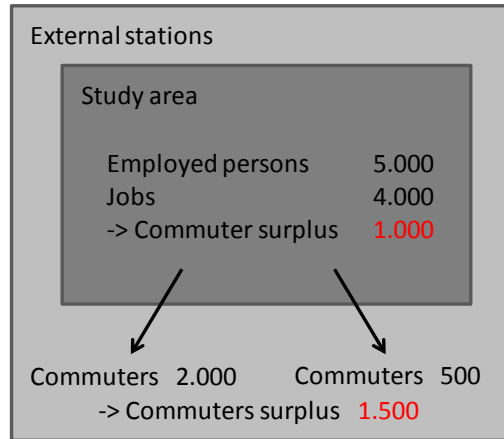 External stations
Study area
Employed persons 5.000
Jobs 4.000
-> Commuter surplus 1.000
Commuters 2.000 Commuters 500
-> Commuters surplus 1.500